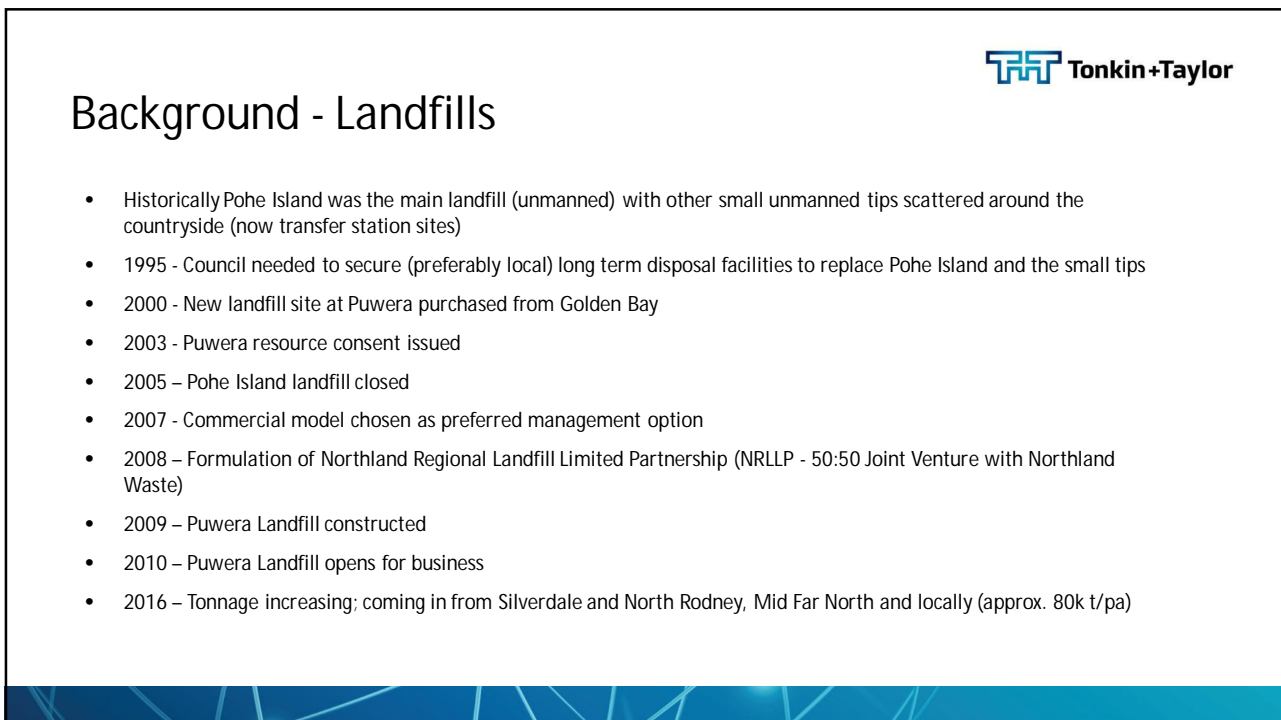 Tonkin+Taylor
Background - Landfills
• Historically Pohe Island was the main landfill (unmanned) with other small unmanned tips scattered around the
countryside (now transfer station sites)
• 1995 - Council needed to secure (preferably local) long term disposal facilities to replace Pohe Island and the small tips
• 2000 - New landfill site at Puwera purchased from Golden Bay
• 2003 - Puwera resource consent issued
• 2005 – Pohe Island landfill closed
• 2007 - Commercial model chosen as preferred management option
• 2008 – Formulation of Northland Regional Landfill Limited Partnership (NRLLP - 50:50 Joint Venture with Northland
Waste)
• 2009 – Puwera Landfill constructed
• 2010 – Puwera Landfill opens for business
• 2016 – Tonnage increasing; coming in from Silverdale and North Rodney, Mid Far North and locally (approx. 80k t/pa)